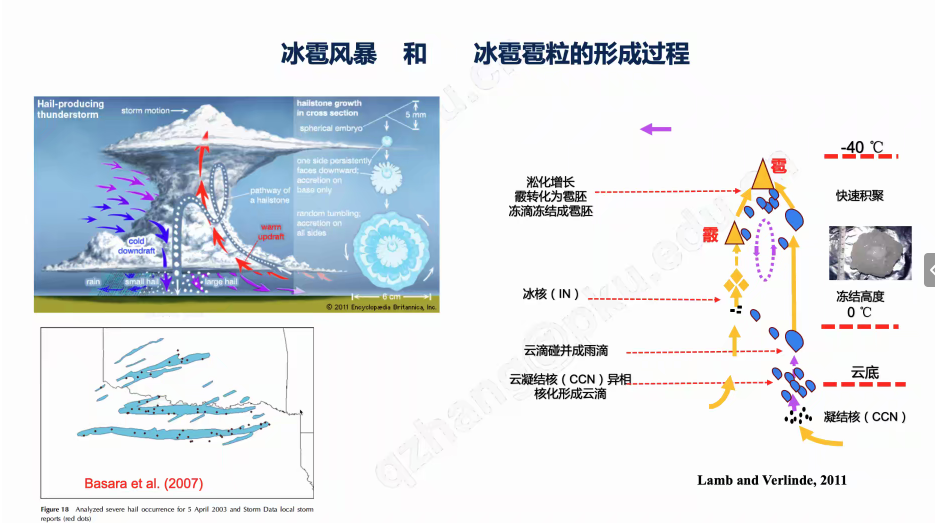 冰雹风暴 和 冰雹雹粒的形成过程
Hail-producing
thunderstorm
storm motion
hailstone growth
in cross section
5 mm
spherical embryo
one side persistently
faces downward;
accretion on
base only
pathway of
a hailstone
random tumbling;
accretion on
all sides
warm
updraft
cold
downdraft
rain
small hail
large hail
6 cm
© 2011 Encyclopædia Britannica, Inc.
Basara et al. (2007)
Figure 18 Analyzed severe hail occurrence for 5 April 2003 and Storm Data local storm
reports (red dots)
-40 ℃
雹
淞化增长
霰转化为雹胚
冻滴冻结成雹胚
快速积聚
霰
冰核（IN）
冻结高度
0 ℃
云滴碰并成雨滴
云底
云凝结核（CCN）异相
核化形成云滴
凝结核（CCN）
Lamb and Verlinde, 2011
qzhang@pku.edu.cn